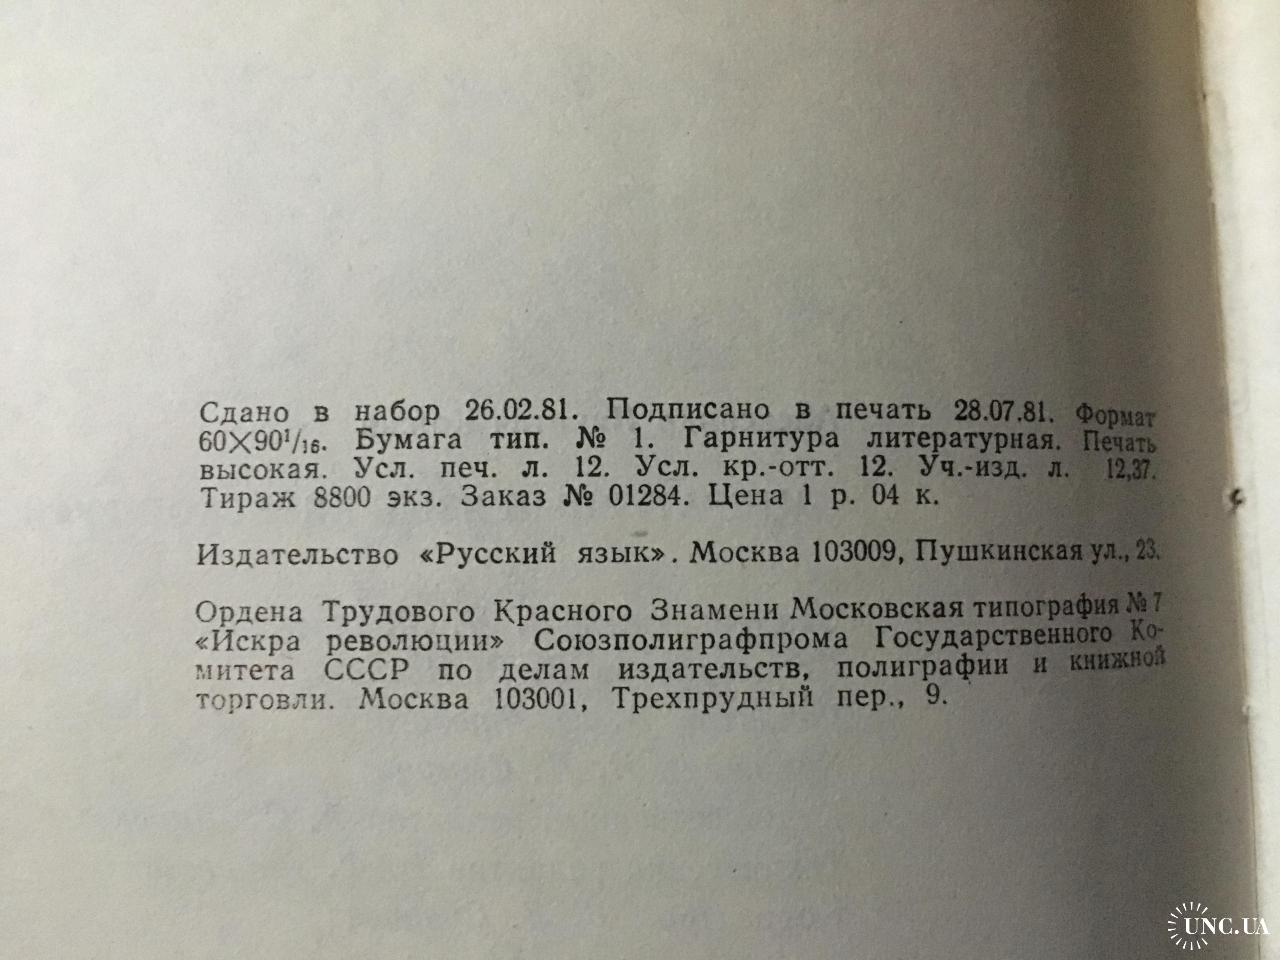 Сдано в набор 26.02.81. Подписано в печать 28.07.81. Формат
60×90¹/₁₆. Бумага тип. № 1. Гарнитура литературная. Печать
высокая. Усл. печ. л. 12. Усл. кр.-отт. 12. Уч.-изд. л. 12,37.
Тираж 8800 экз. Заказ № 01284. Цена 1 р. 04 к.
Издательство «Русский язык». Москва 103009, Пушкинская ул., 23.
Ордена Трудового Красного Знамени Московская типография № 7
«Искра революции» Союзполиграфпрома Государственного Ко-
митета СССР по делам издательств, полиграфии и книжной
торговли. Москва 103001, Трехпрудный пер., 9.
UNC.UA